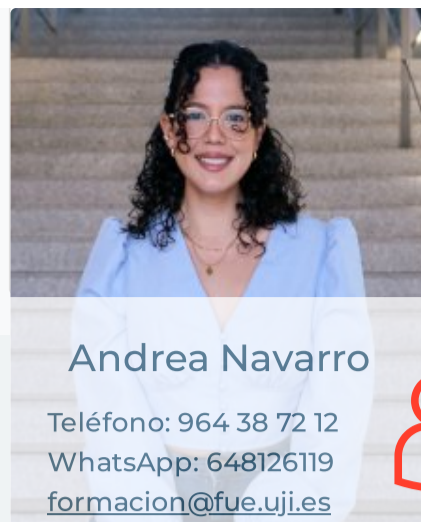 Andrea Navarro
Teléfono: 964 38 72 12
WhatsApp: 648126119
formacion@fue.uji.es